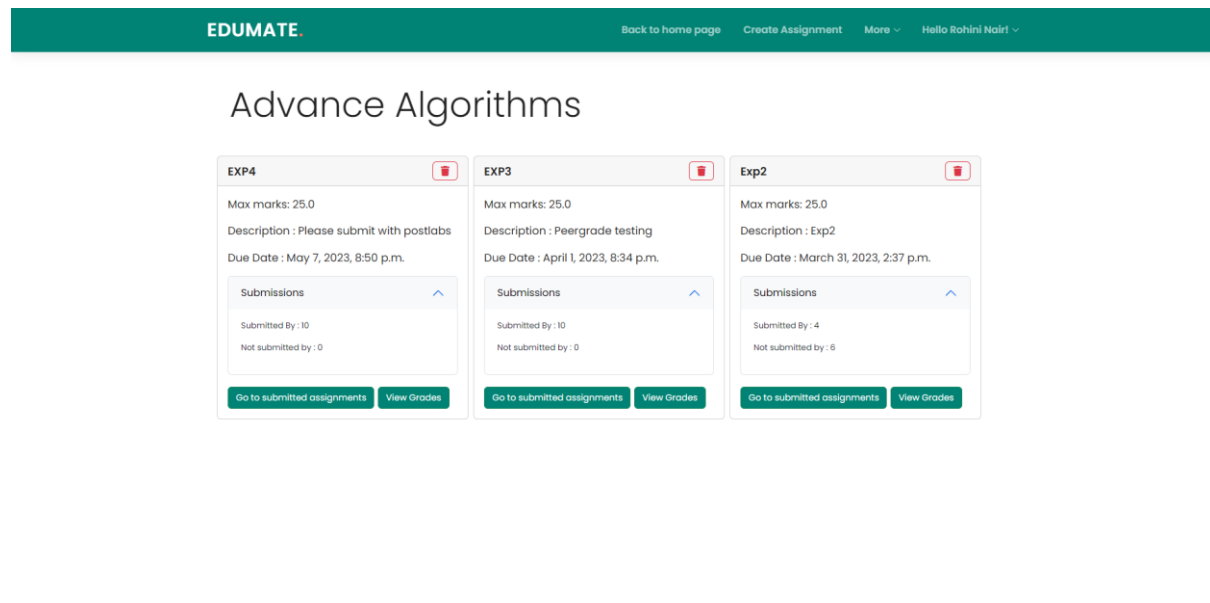 EDUMATE.
Back to home page
Create Assignment
More
Hello Rohini Nair!
Advance Algorithms
EXP4
Max marks: 25.0
Description : Please submit with postlabs
Due Date : May 7, 2023, 8:50 p.m.
Submissions
Submitted By : 10
Not submitted by : 0
Go to submitted assignments
View Grades
EXP3
Max marks: 25.0
Description : Peergrade testing
Due Date : April 1, 2023, 8:34 p.m.
Submissions
Submitted By : 10
Not submitted by : 0
Go to submitted assignments
View Grades
Exp2
Max marks: 25.0
Description : Exp2
Due Date : March 31, 2023, 2:37 p.m.
Submissions
Submitted By : 4
Not submitted by : 6
Go to submitted assignments
View Grades